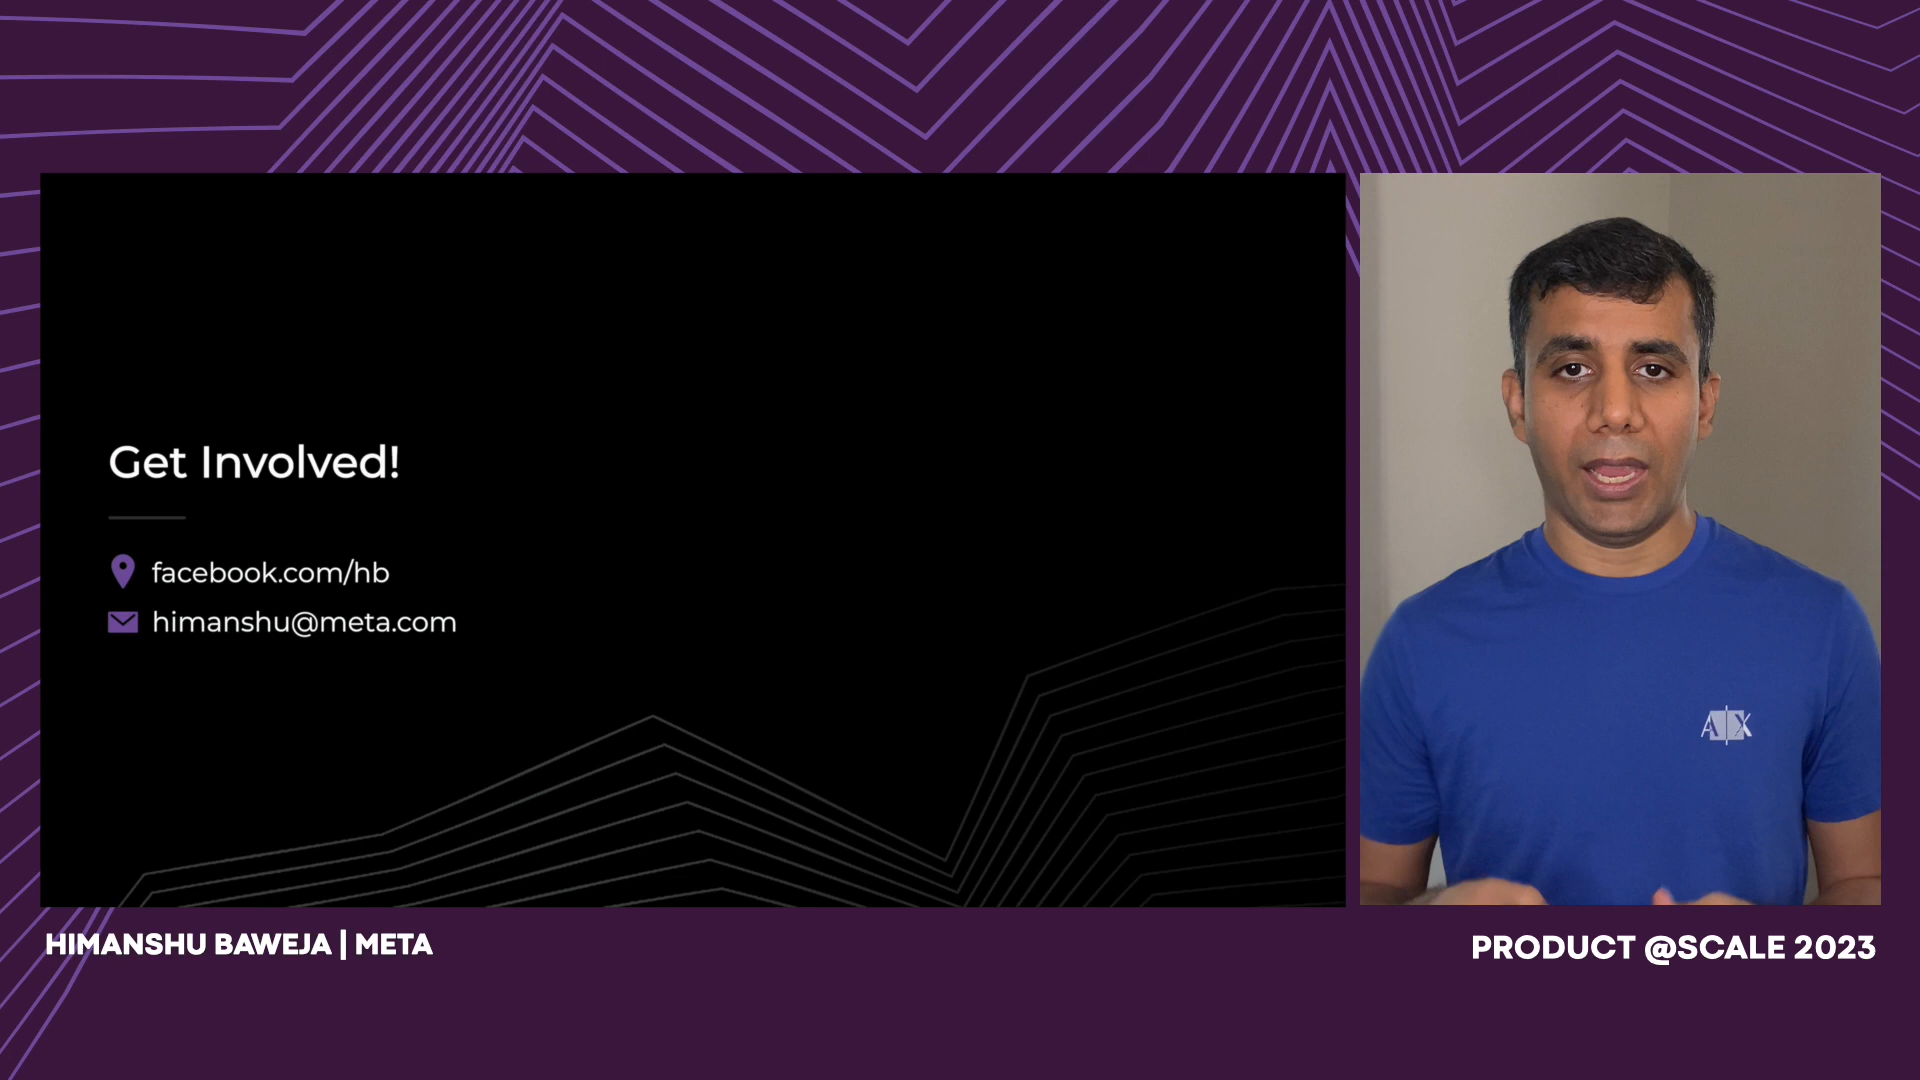 Get Involved!
facebook.com/hb
himanshu@meta.com
A|X
HIMANSHU BAWEJA | META
PRODUCT @SCALE 2023